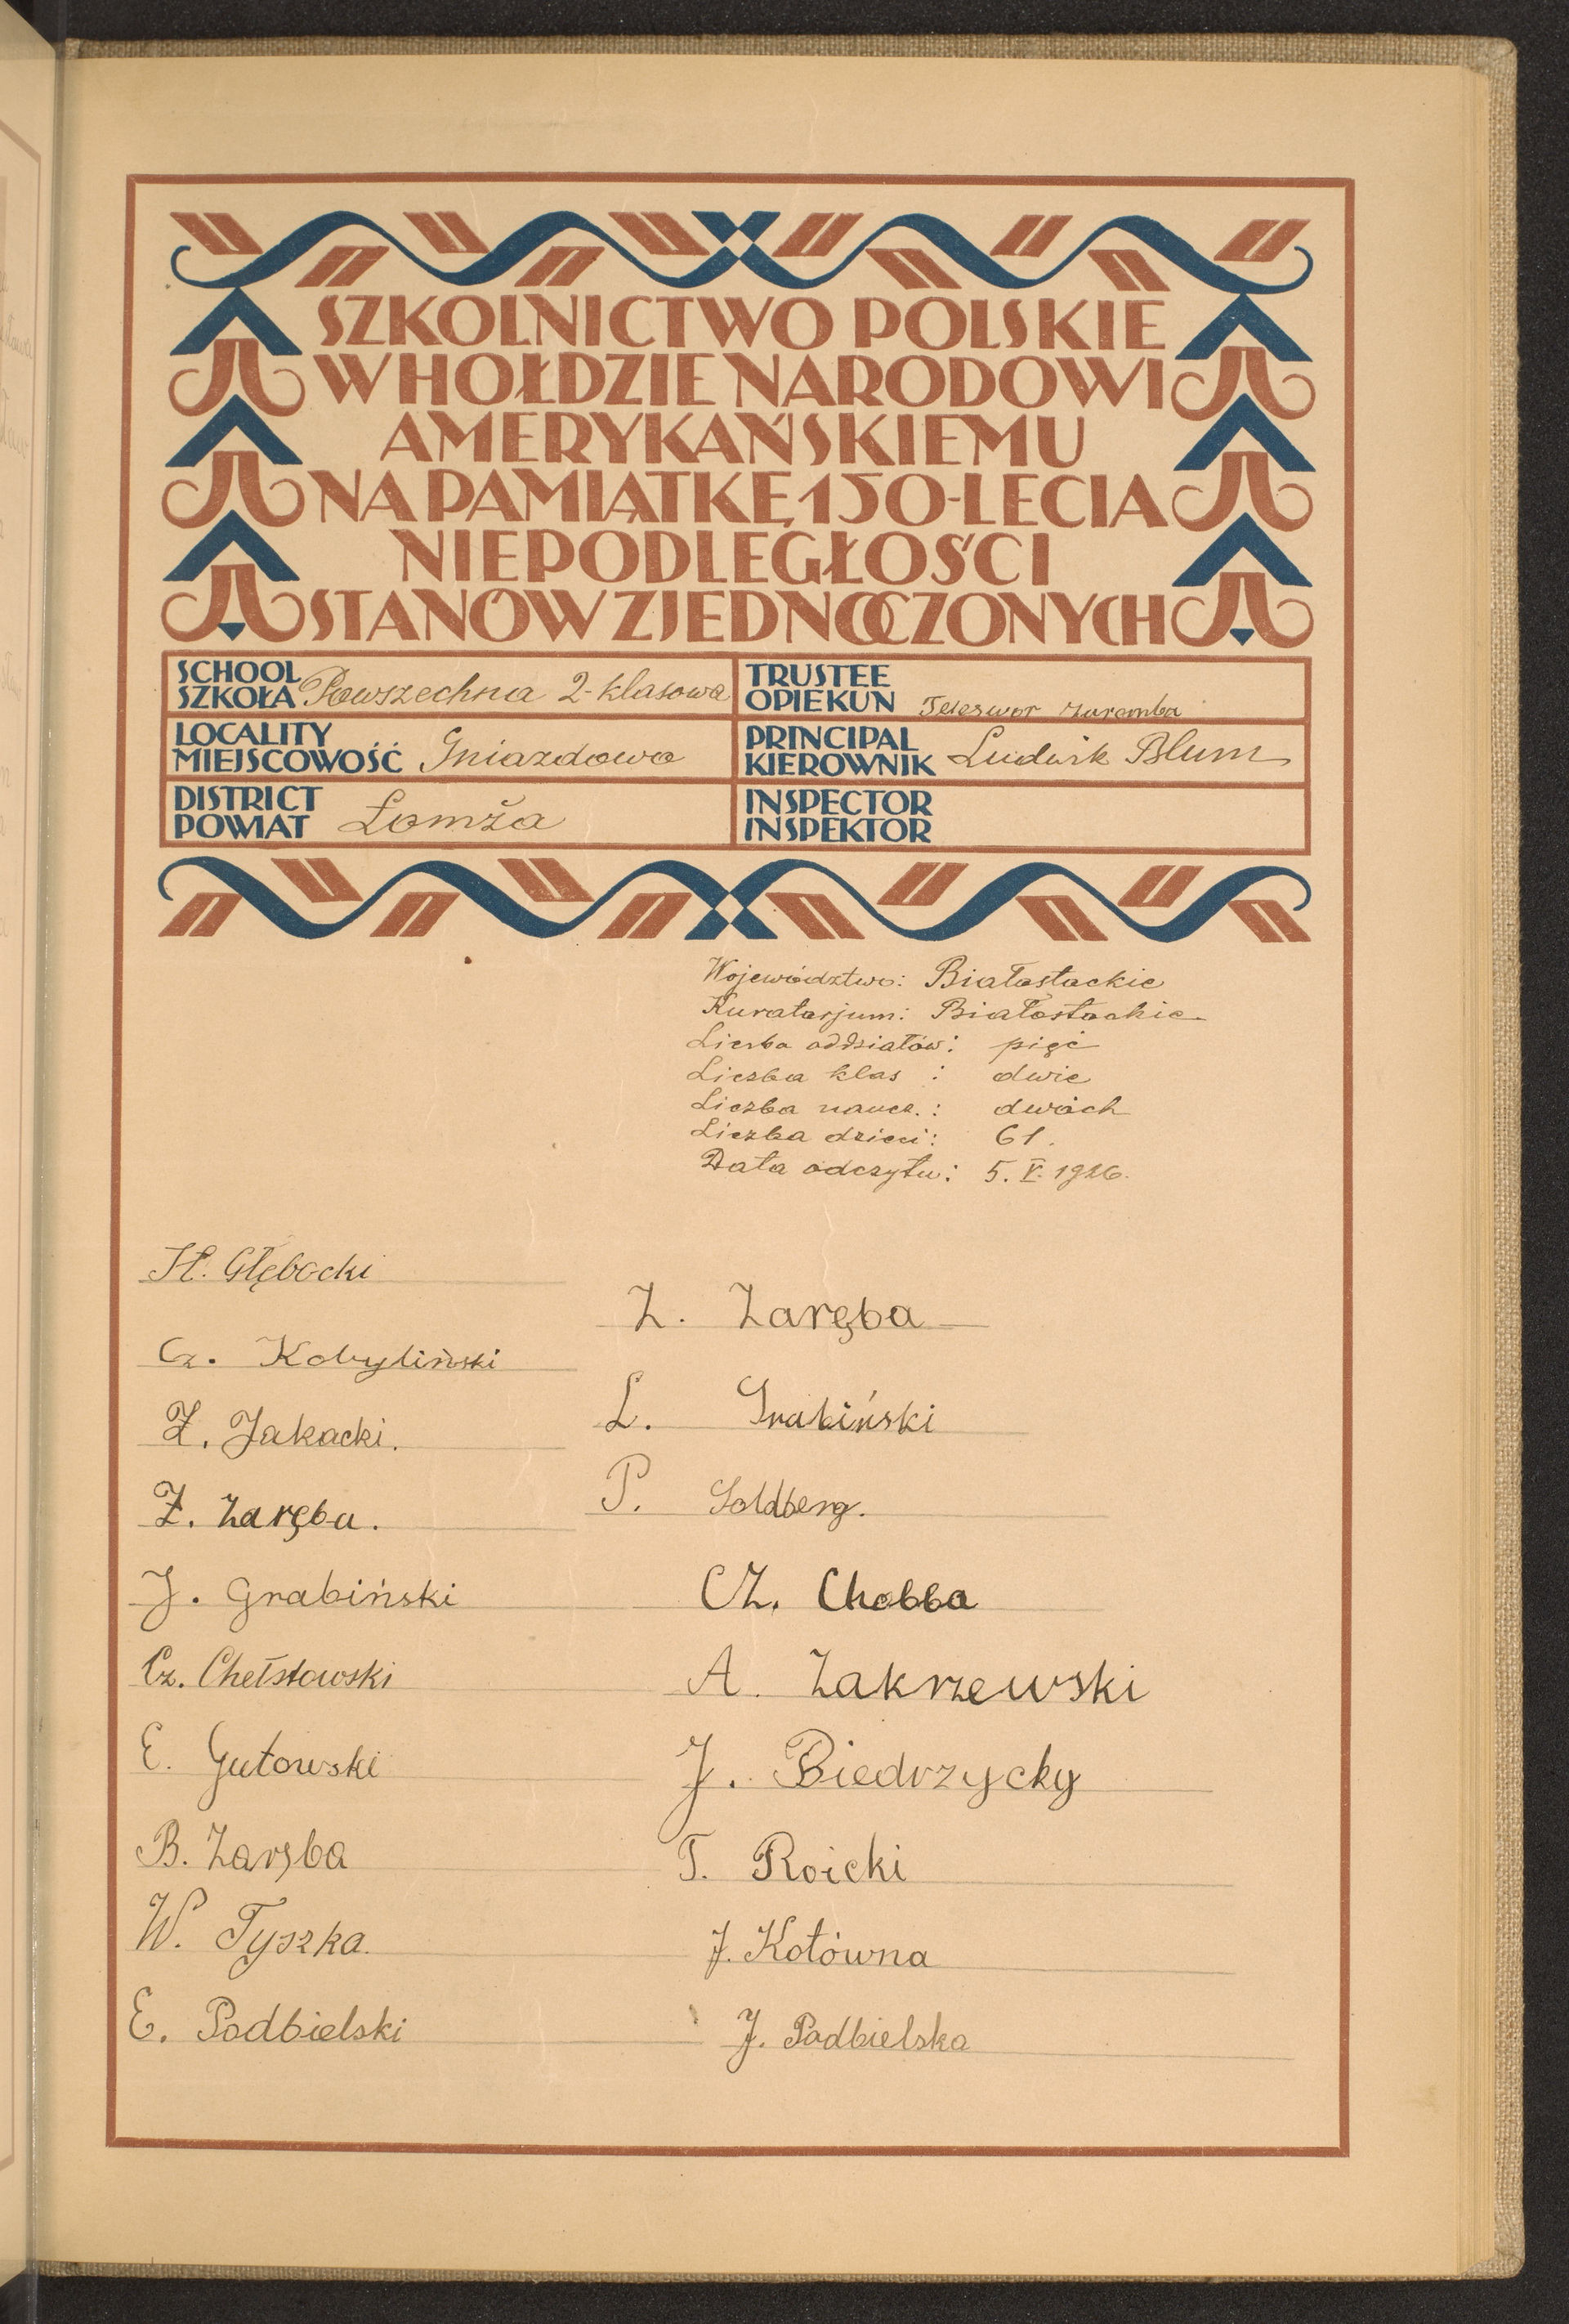 SZKOLNICTWO POLSKIE
W HOŁDZIE NARODOWI
AMERYKAŃSKIEMU
NA PAMIĄTKĘ 150-LECIA
NIEPODLEGŁOŚCI
STANÓW ZJEDNOCZONYCH
SCHOOL
SZKOŁA Powszechna 2-klasowa
TRUSTEE
OPIEKUN Telezwor Zaremba
LOCALITY
MIEJSCOWOŚĆ Gniazdowo
PRINCIPAL
KIEROWNIK Ludwik Blum
DISTRICT
POWIAT Łomża
INSPECTOR
INSPEKTOR
Województwo: Białostockie
Kuratorjum: Białostockie
Liczba oddziałów: pięć
Liczba klas : dwie
Liczba naucz.: dwóch
Liczba dzieci: 61.
Data odczytu: 5. V. 1926.
H. Głębocki
Cz. Kobyliński
Z. Jakacki.
Z. Zaręba.
J. Grabiński
Cz. Chełstowski
E. Gutowski
B. Zaręba
W. Tyszka.
E. Podbielski
Z. Zaręba
L. Grabiński
P. Goldberg.
CZ. Chobba
A. Zakrzewski
J. Biedrzycky
T. Roicki
J. Kotówna
J. Podbielska